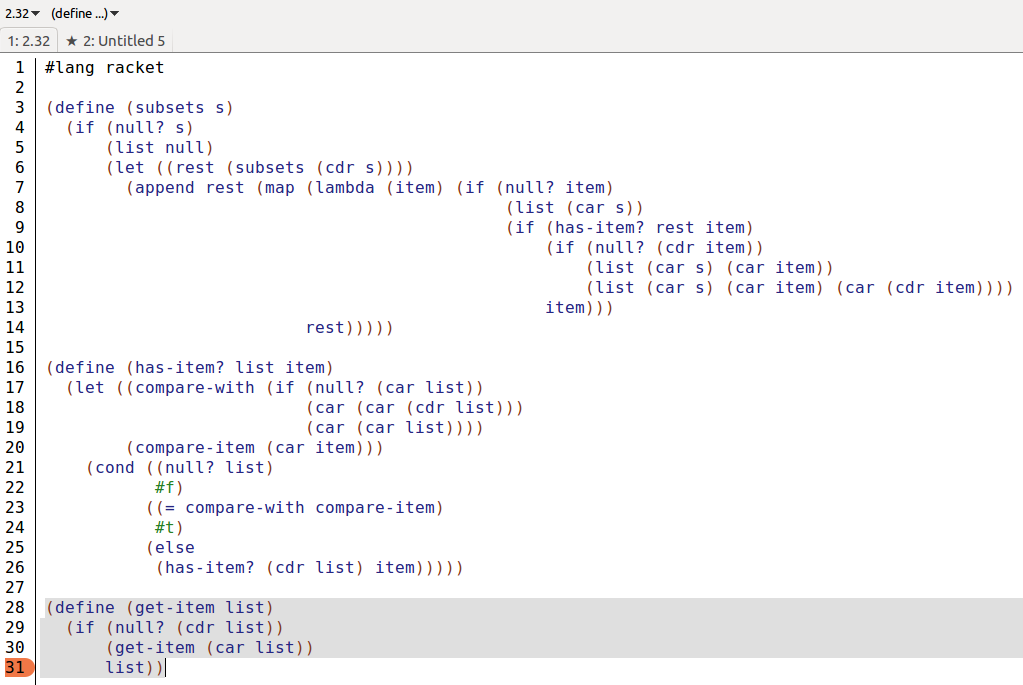 2.32▾ (define ...)▾
1: 2.32 ★ 2: Untitled 5
1 #lang racket
2
3 (define (subsets s)
4   (if (null? s)
5       (list null)
6       (let ((rest (subsets (cdr s))))
7         (append rest (map (lambda (item) (if (null? item)
8                                               (list (car s))
9                                               (if (has-item? rest item)
10                                                  (if (null? (cdr item))
11                                                      (list (car s) (car item))
12                                                      (list (car s) (car item) (car (cdr item))))
13                                                  item)))
14                           rest)))))
15
16 (define (has-item? list item)
17   (let ((compare-with (if (null? (car list))
18                           (car (car (cdr list)))
19                           (car (car list))))
20         (compare-item (car item)))
21     (cond ((null? list)
22            #f)
23           ((= compare-with compare-item)
24            #t)
25           (else
26            (has-item? (cdr list) item)))))
27
28 (define (get-item list)
29   (if (null? (cdr list))
30       (get-item (car list))
31       list))